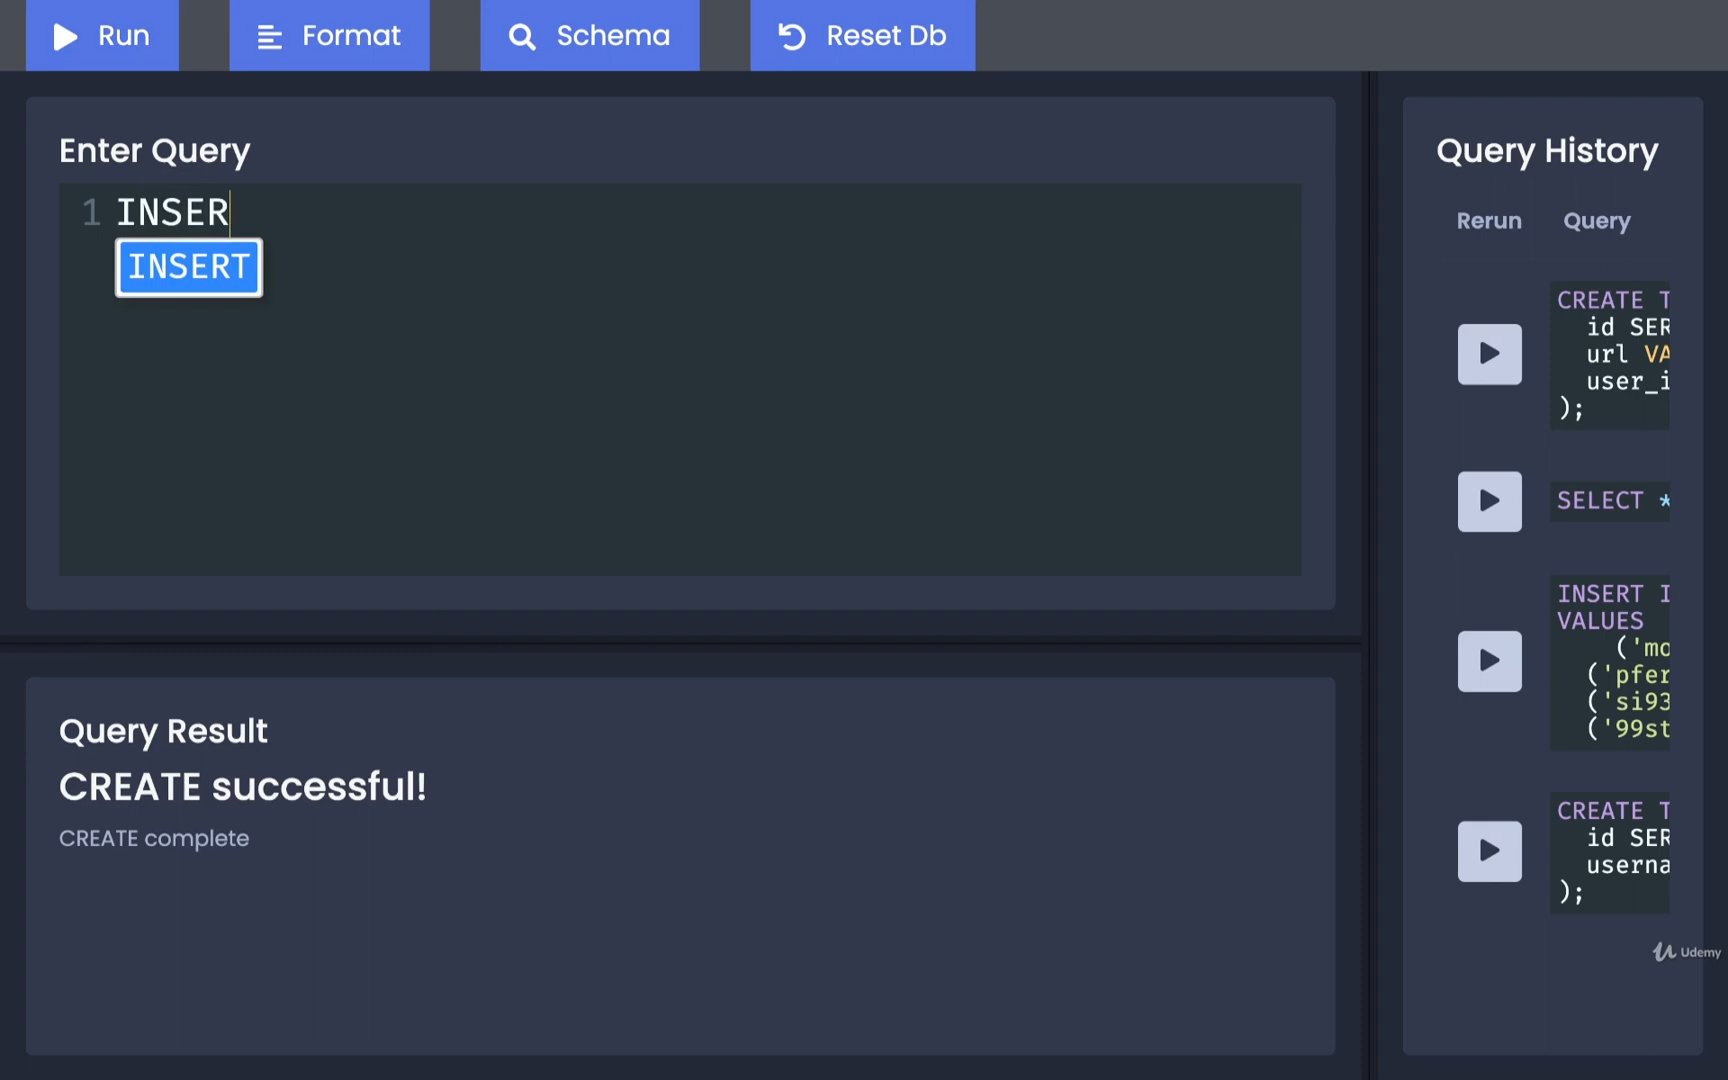 Run
Format
Schema
Reset Db
Enter Query
1 INSER
INSERT
Query Result
CREATE successful!
CREATE complete
Query History
Rerun Query
CREATE T
id SER
url VA
user_i
);
SELECT *
INSERT I
VALUES
('mo
('pfer
('si93
('99st
CREATE T
id SER
userna
);
Udemy